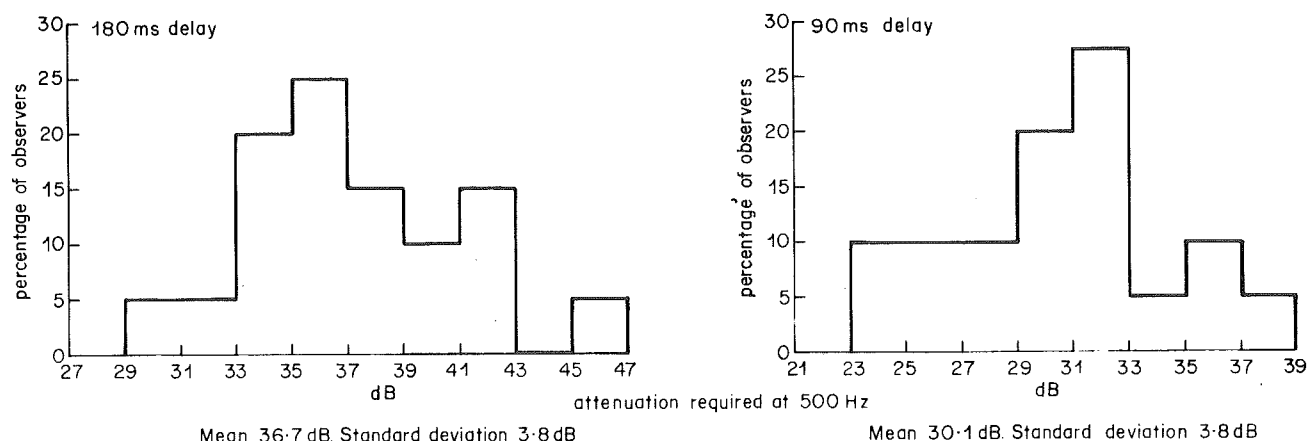 180 ms delay
percentage of observers
30
25
20
15
10
5
0
27 29 31 33 35 37 39 41 43 45 47
dB
Mean 36·7 dB. Standard deviation 3·8 dB
90 ms delay
percentage of observers
30
25
20
15
10
5
0
21 23 25 27 29 31 33 35 37 39
dB
attenuation required at 500 Hz
Mean 30·1 dB. Standard deviation 3·8 dB